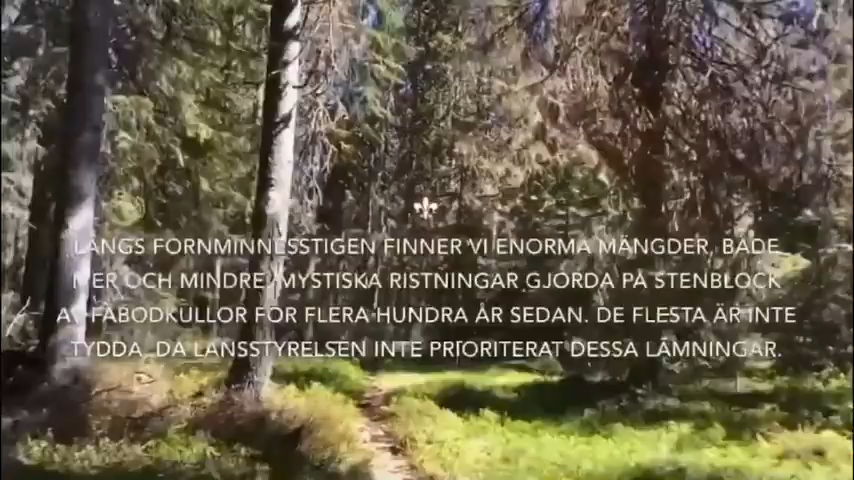 LÄNGS FORNMINNESSTIGEN FINNER VI ENORMA MÄNGDER, BÅDE
MER OCH MINDRE MYSTISKA RISTNINGAR GJORDA PÅ STENBLOCK
AV FÄBODKULLOR FÖR FLERA HUNDRA ÅR SEDAN. DE FLESTA ÄR INTE
TYDDA, DÅ LÄNSSTYRELSEN INTE PRIORITERAT DESSA LÄMNINGAR.